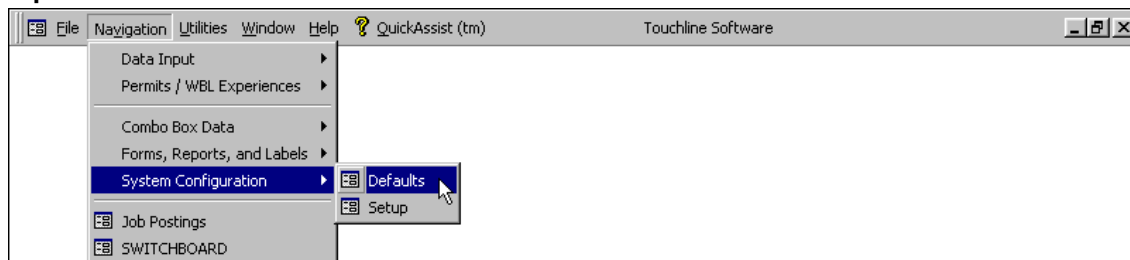 File Navigation Utilities Window Help QuickAssist (tm) Touchline Software
Data Input
Permits / WBL Experiences
Combo Box Data
Forms, Reports, and Labels
System Configuration Defaults
Setup
Job Postings
SWITCHBOARD